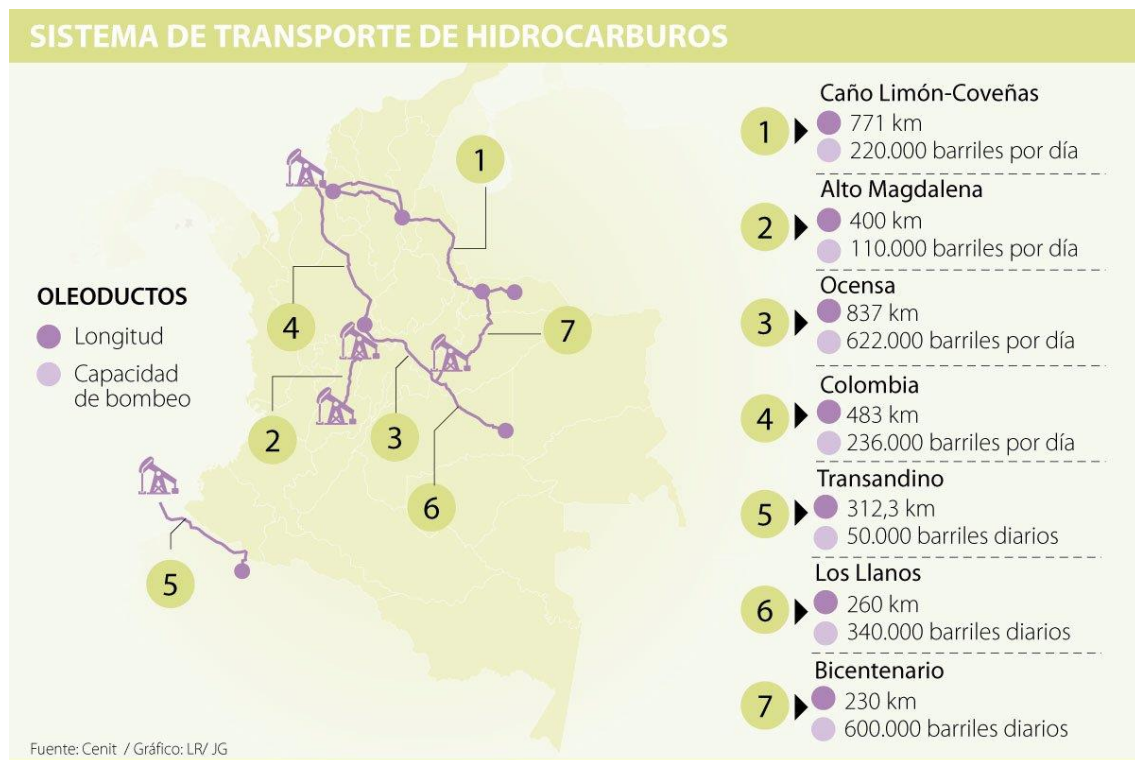 SISTEMA DE TRANSPORTE DE HIDROCARBUROS
OLEODUCTOS
Longitud
Capacidad
de bombeo
1
4
7
2
3
6
5
1
Caño Limón-Coveñas
771 km
220.000 barriles por día
2
Alto Magdalena
400 km
110.000 barriles por día
3
Ocensa
837 km
622.000 barriles por día
4
Colombia
483 km
236.000 barriles por día
5
Transandino
312,3 km
50.000 barriles diarios
6
Los Llanos
260 km
340.000 barriles diarios
7
Bicentenario
230 km
600.000 barriles diarios
Fuente: Cenit / Gráfico: LR/ JG